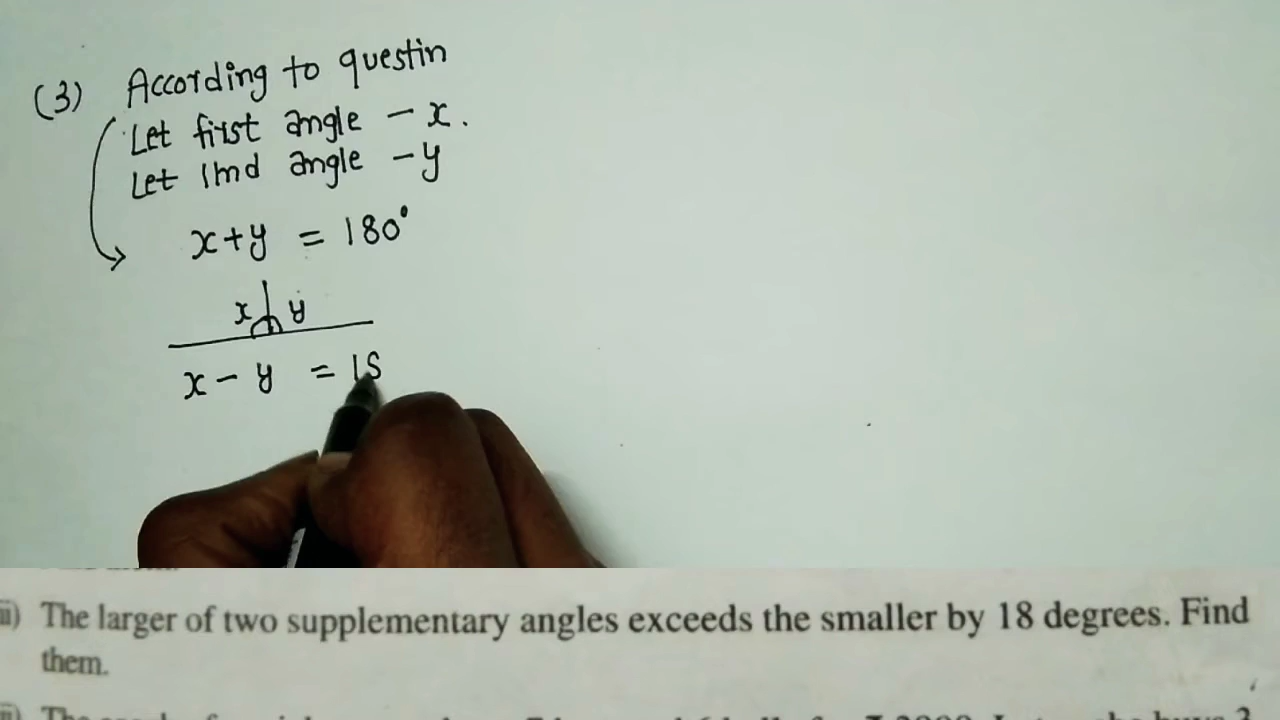 (3) According to questin
Let first angle - x.
Let IInd angle - y
x+y = 180°
x y
x - y = 18
ii) The larger of two supplementary angles exceeds the smaller by 18 degrees. Find
them.